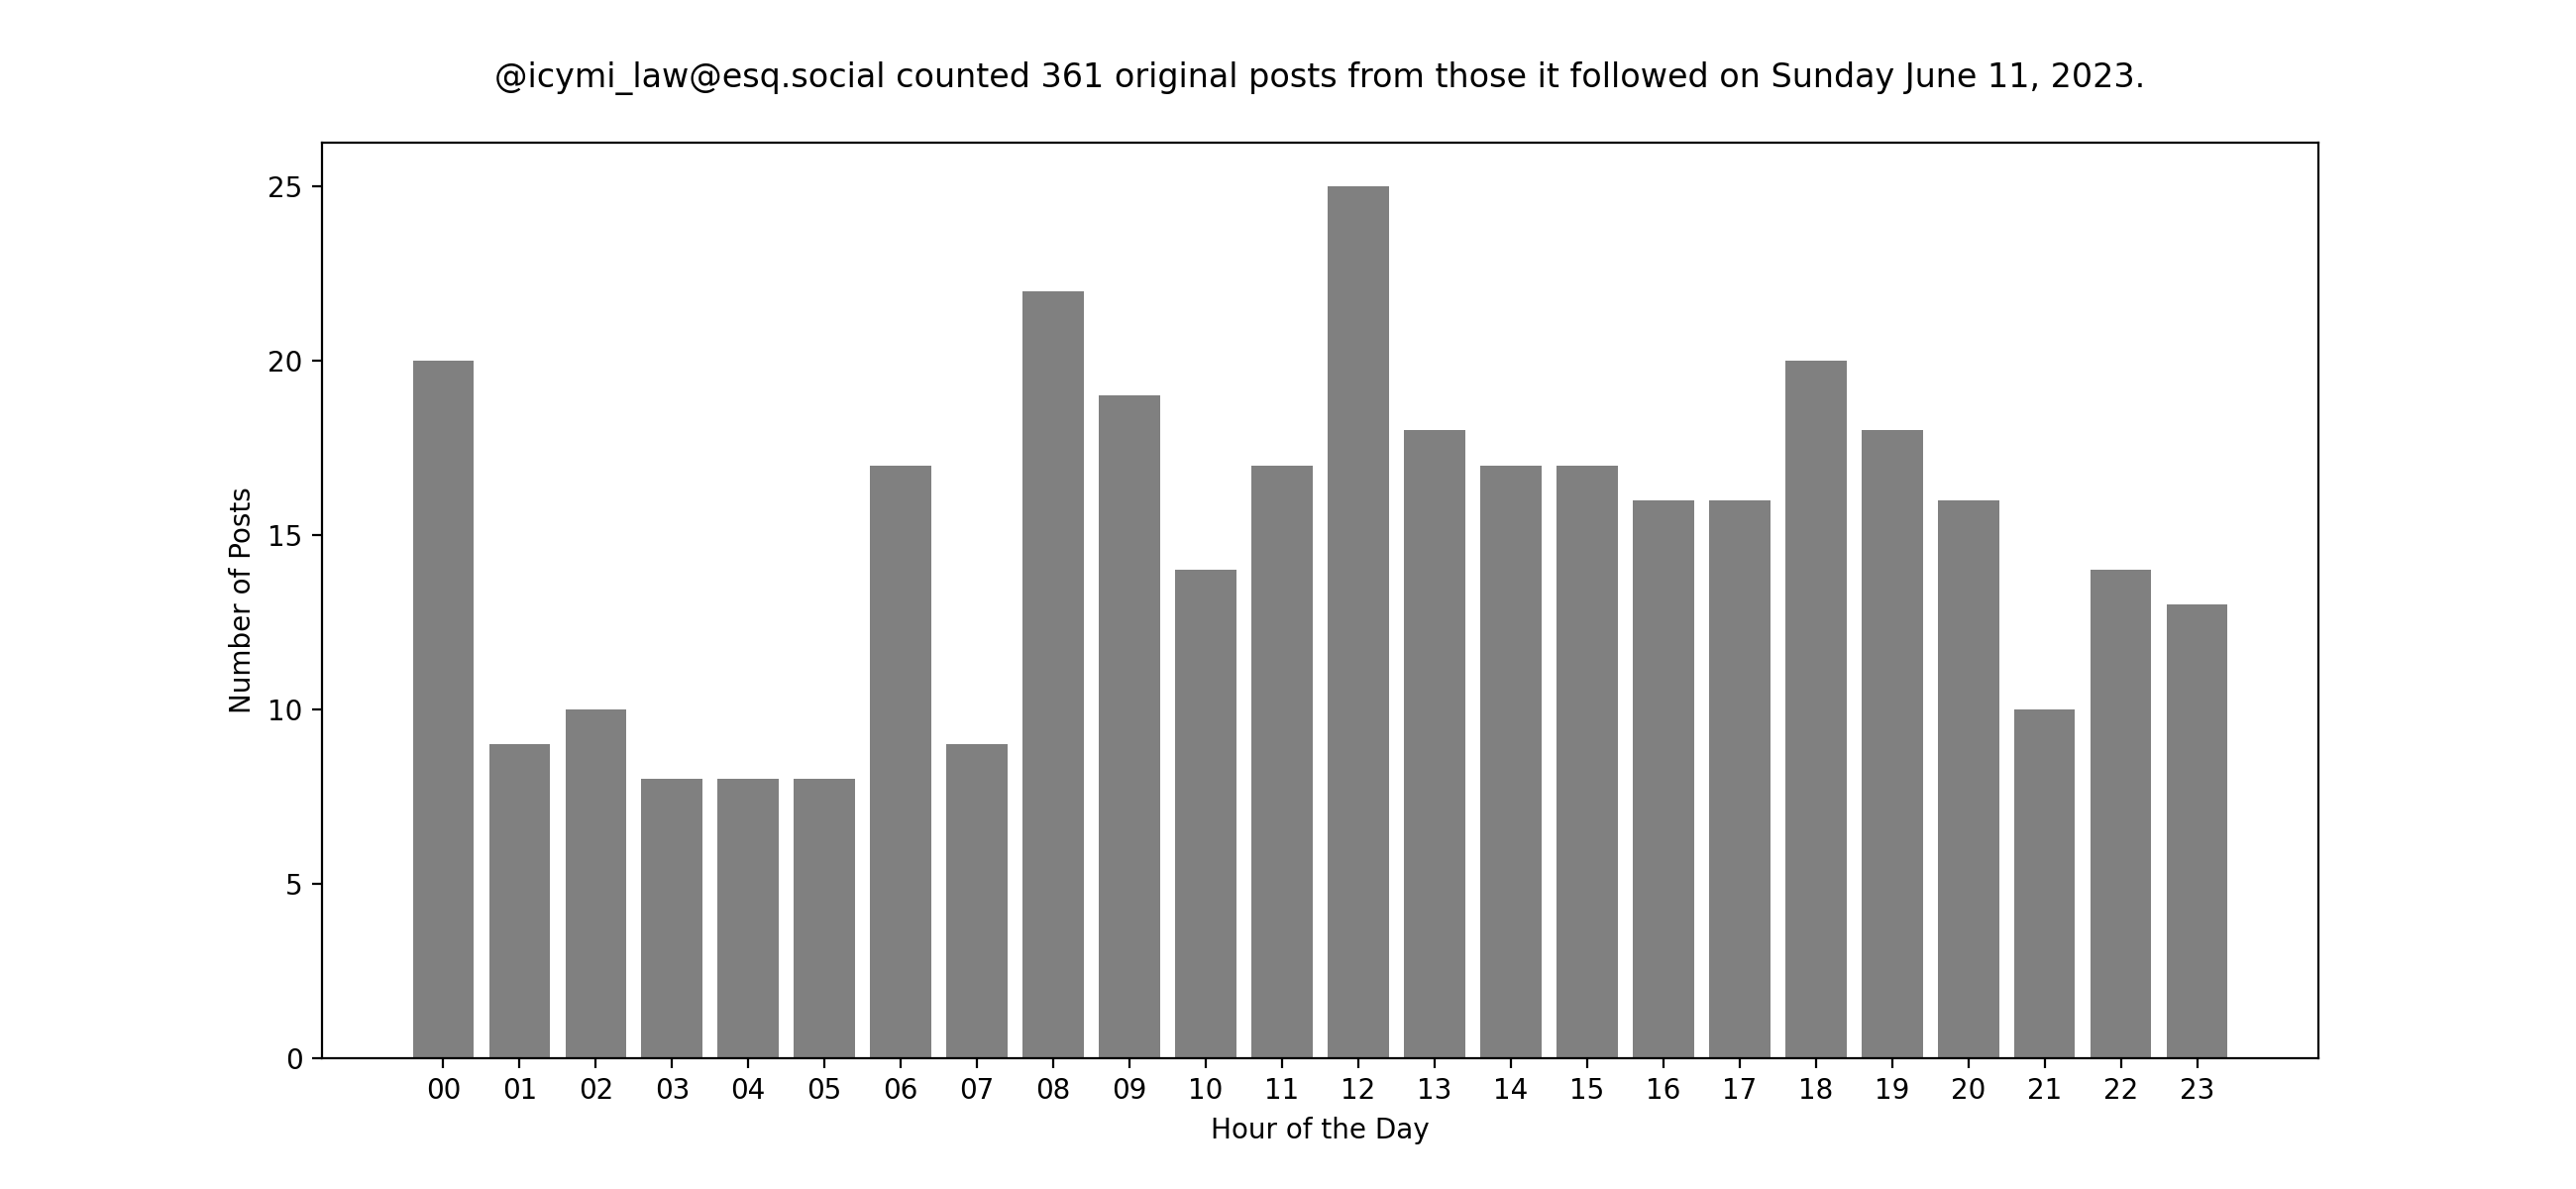 @icymi_law@esq.social counted 361 original posts from those it followed on Sunday June 11, 2023.
25
20
15
10
5
0
Number of Posts
00 01 02 03 04 05 06 07 08 09 10 11 12 13 14 15 16 17 18 19 20 21 22 23
Hour of the Day